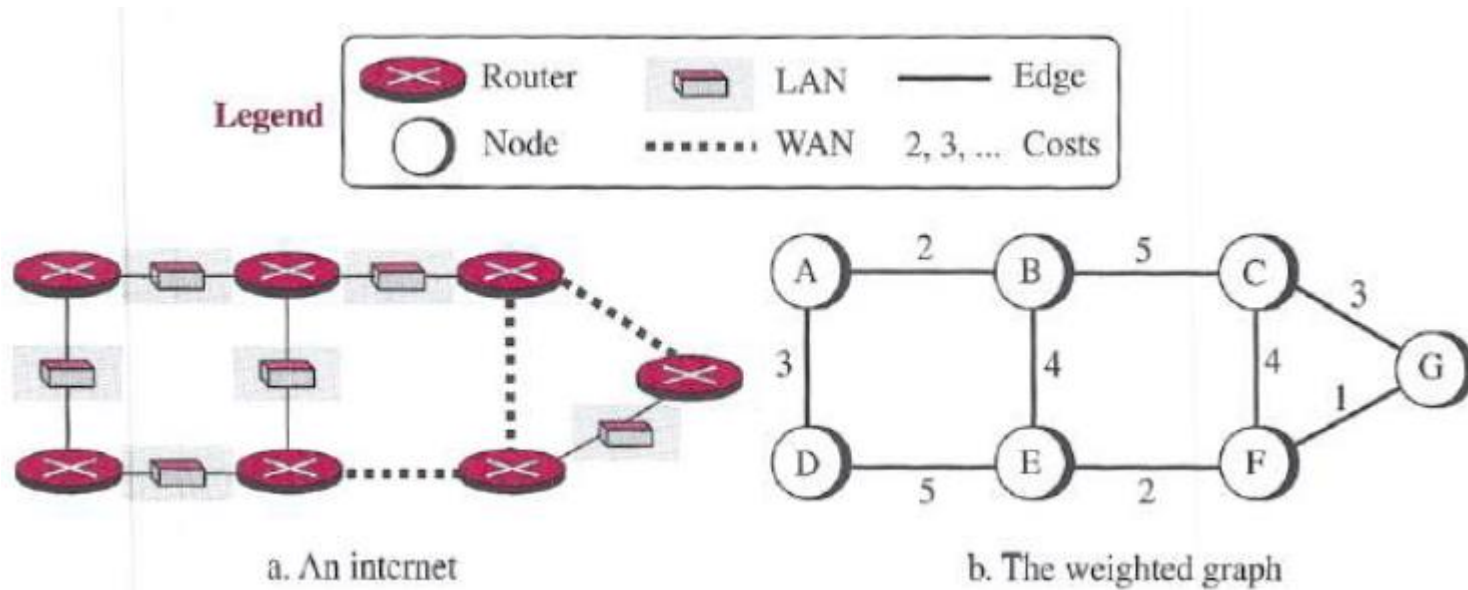 Legend
Router
LAN
Edge
Node
WAN
2, 3, ... Costs
A
2
B
5
C
3
3
4
4
G
1
D
5
E
2
F
a. An internet
b. The weighted graph